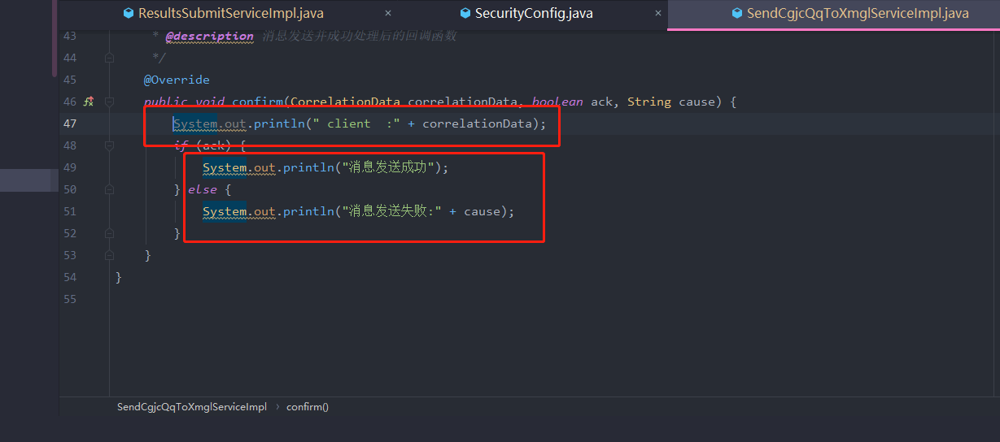 ResultsSubmitServiceImpl.java × SecurityConfig.java × SendCgjcQqToXmglServiceImpl.java
43 * @description 消息发送并成功处理后的回调函数
44 */
45 @Override
46 public void confirm(CorrelationData correlationData, boolean ack, String cause) {
47 System.out.println(" client  :" + correlationData);
48 if (ack) {
49 System.out.println("消息发送成功");
50 } else {
51 System.out.println("消息发送失败:" + cause);
52 }
53 }
54 }
55
SendCgjcQqToXmglServiceImpl › confirm()